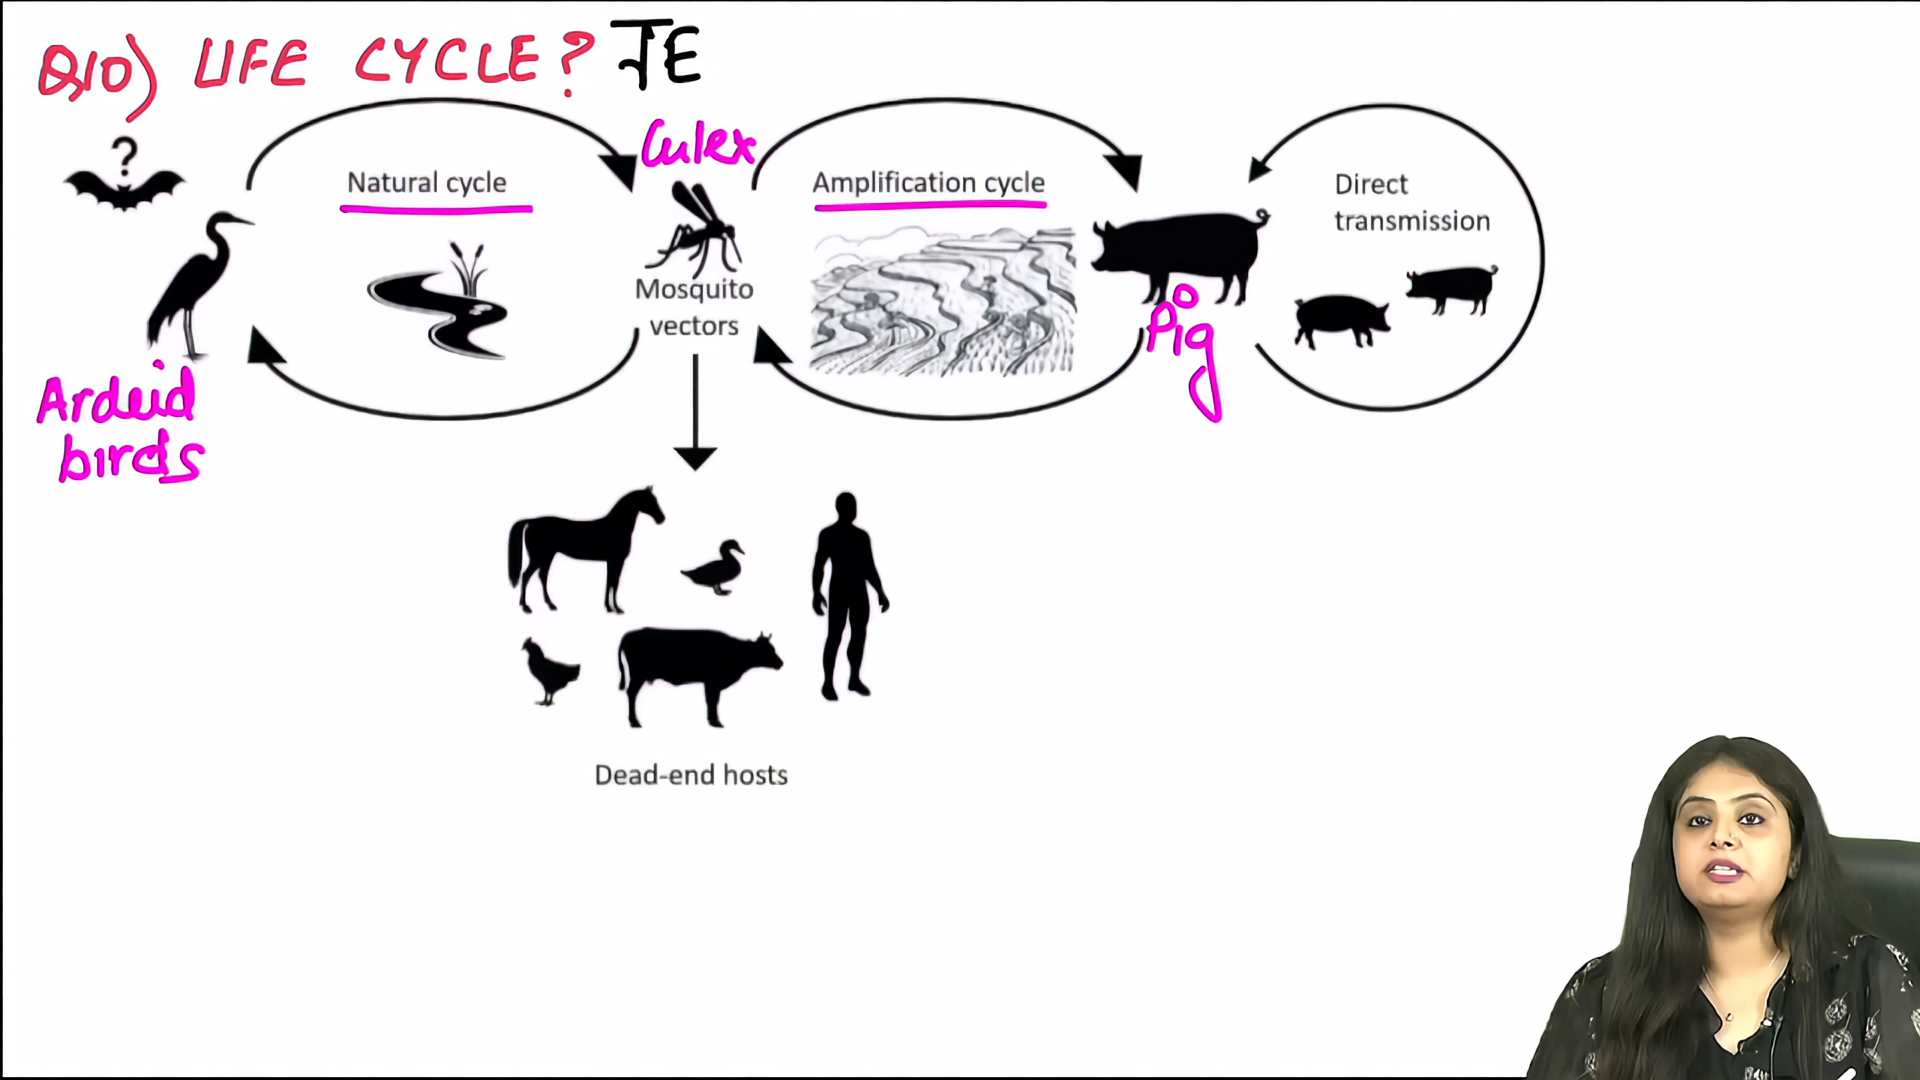 Q10) LIFE CYCLE? JE
?
Culex
Natural cycle
Amplification cycle
Direct
transmission
Mosquito
vectors
Pig
Ardeid
birds
Dead-end hosts